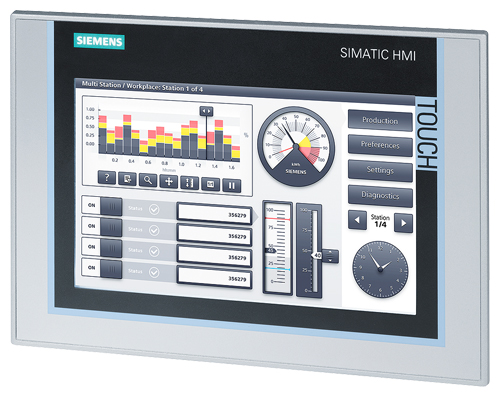 SIEMENS
SIMATIC HMI
TOUCH
Multi Station / Workplace: Station 1 of 4
1.00
0.75
0.50
0.25
0.00
%
0.2 0.4 0.6 0.8 1.0 1.2 1.4 1.6
?
SIEMENS
Production
Preferences
Settings
Diagnostics
Station
1/4
ON Status 356279
ON Status 356279
ON Status 356279
ON Status 356279
100
75
25
0
40